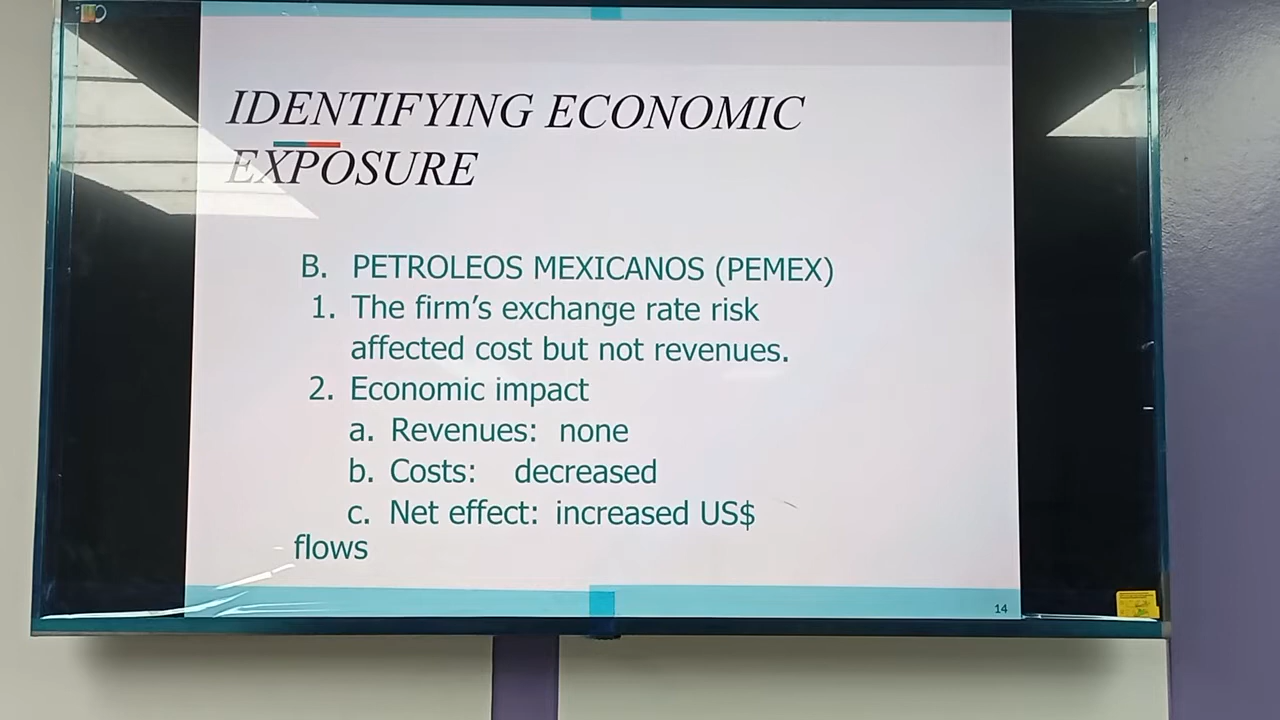 IDENTIFYING ECONOMIC
EXPOSURE
B. PETROLEOS MEXICANOS (PEMEX)
1. The firm's exchange rate risk
affected cost but not revenues.
2. Economic impact
a. Revenues: none
b. Costs: decreased
c. Net effect: increased US$
flows
14